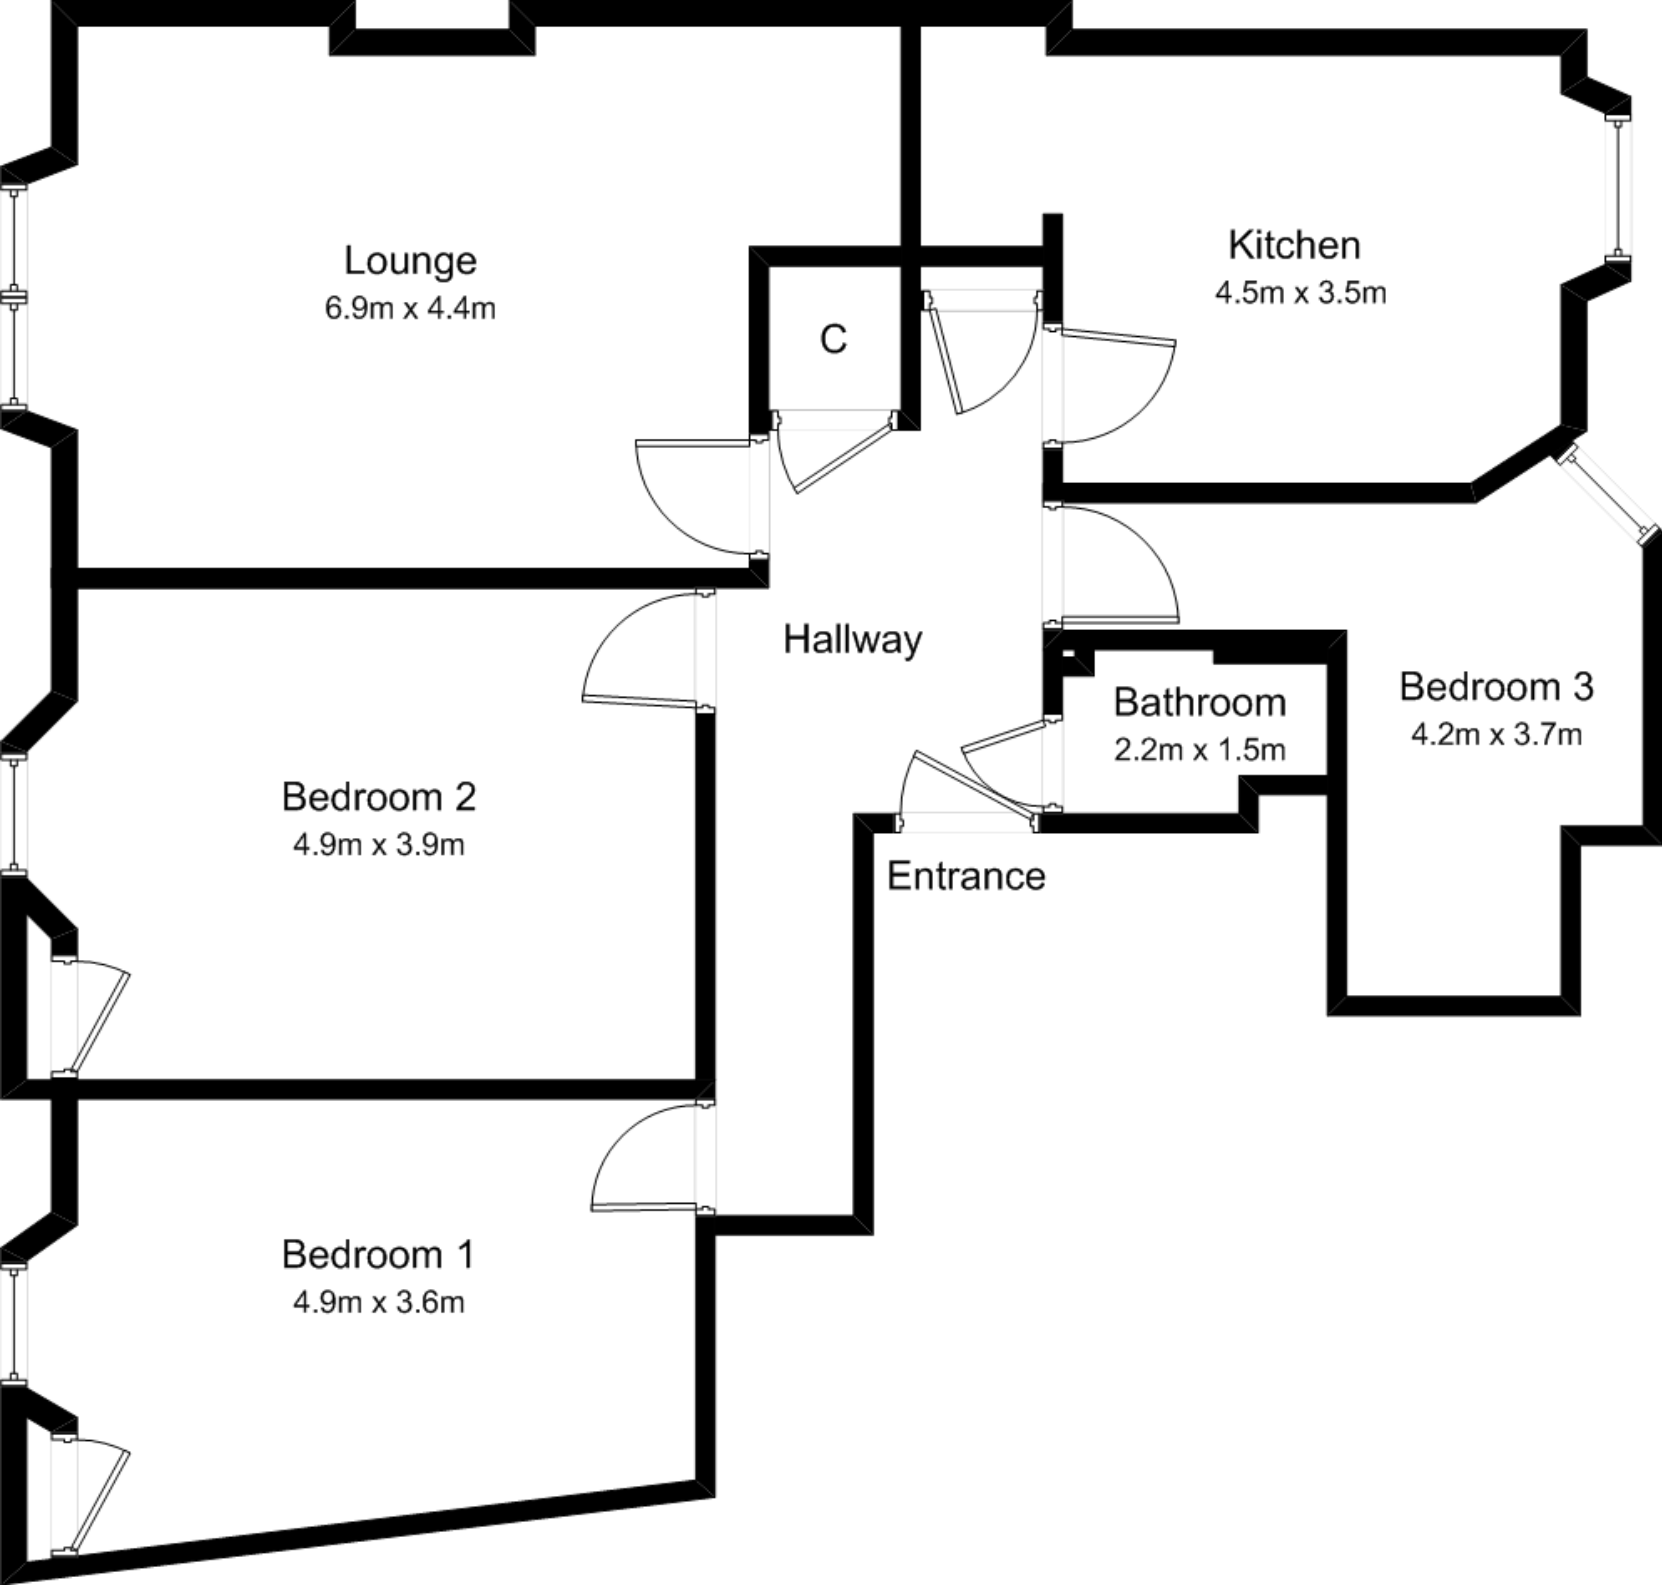 Lounge
6.9m x 4.4m
Kitchen
4.5m x 3.5m
C
Hallway
Bathroom
2.2m x 1.5m
Bedroom 3
4.2m x 3.7m
Bedroom 2
4.9m x 3.9m
Entrance
Bedroom 1
4.9m x 3.6m